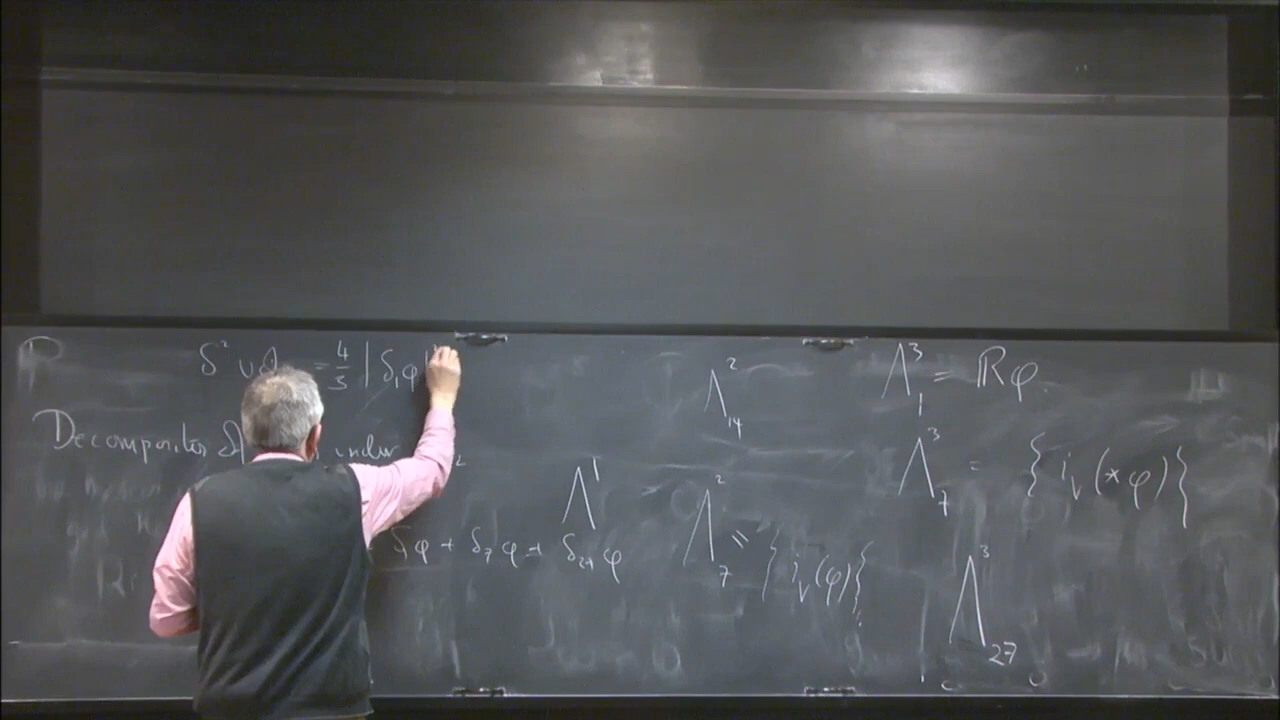 δ² vol = 4/3 |δ₁φ|
Decomposition under
δφ + δ₇φ + δ₂₇φ
Λ¹
Λ²₁₄
Λ²₇ = {i_v(φ)}
Λ³₁ = ℝφ
Λ³₇ = {i_v(*φ)}
Λ³₂₇